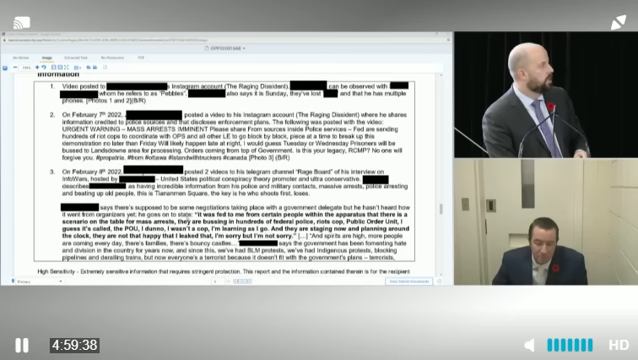 Information
1. Video posted to 's Instagram account (The Raging Dissident). can be observed with
whom he refers to as "Pebbles". also says it is Sunday, they've lost and that he has multiple
phones. [Photos 1 and 2](B/R)
2. On February 7th 2022, posted a video to his Instagram account (The Raging Dissident) where he shares
information credited to police sources and that discloses enforcement plans. The following was posted with the video:
URGENT WARNING – MASS ARRESTS IMMINENT Please share From sources inside Police Services – Fed are sending
hundreds of riot cops to coordinate with OPS and all other LE to go block by block, piece at a time to break up this
demonstration no later than Friday Will likely happen late at night, I would guess Tuesday or Wednesday Prisoners will be
bussed to Landsdowne area for processing. Orders coming from top of Government. Is this your legacy, RCMP? No one will
forgive you. #propatria #ottawa #istandwithtruckers #canada [Photo 3] (B/R)
3. On February 8th 2022, posted 2 videos to his telegram channel "Rage Board" of his interview on
InfoWars, hosted by – United States political conspiracy theory promoter and ultra conservative.
describes as having incredible information from his police and military contacts, massive arrests, police arresting
and beating up old people, this is Tiananmen Square. the key is he who shoots first, loses.
says there's supposed to be some negotiations taking place with a government delegate but he hasn't heard how
it went from organizers yet; he goes on to state: "It was fed to me from certain people within the apparatus that there is a
scenario on the table for mass arrests, they are bussing in hundreds of federal police, riots cop, Public Order Unit, I
guess it's called, the POU, I dunno, I wasn't a cop, I'm learning as I go. And they are staging now and planning around
the clock, they are not that happy that I leaked that, I'm sorry but I'm not sorry." [...] "And spirits are high, more people
are coming every day, there's families, there's bouncy castles... says the government has been fomenting hate
and division in the country for years now, and since this, we've had BLM protests, we've had Indigenous protests, blocking
pipelines and derailing trains, but now everyone's a terrorist because it doesn't fit with the government's plans – terrorists,
High Sensitivity - Extremely sensitive information that requires stringent protection. This report and the information contained therein is for the recipient
4:59:38
HD